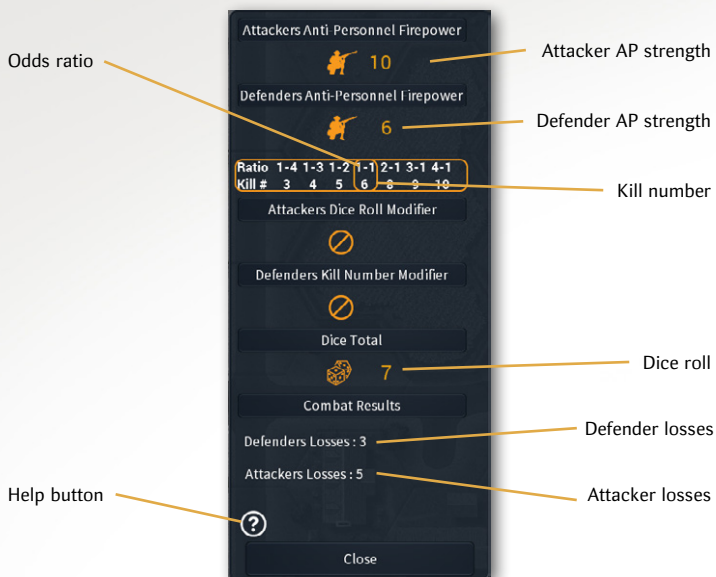 Attackers Anti-Personnel Firepower
Odds ratio
10
Attacker AP strength
Defenders Anti-Personnel Firepower
6
Defender AP strength
Ratio 1-4 1-3 1-2 1-1 2-1 3-1 4-1
Kill # 3 4 5 6 8 9 10
Kill number
Attackers Dice Roll Modifier
Defenders Kill Number Modifier
Dice Total
7
Dice roll
Combat Results
Defenders Losses : 3
Defender losses
Attackers Losses : 5
Attacker losses
Help button
?
Close